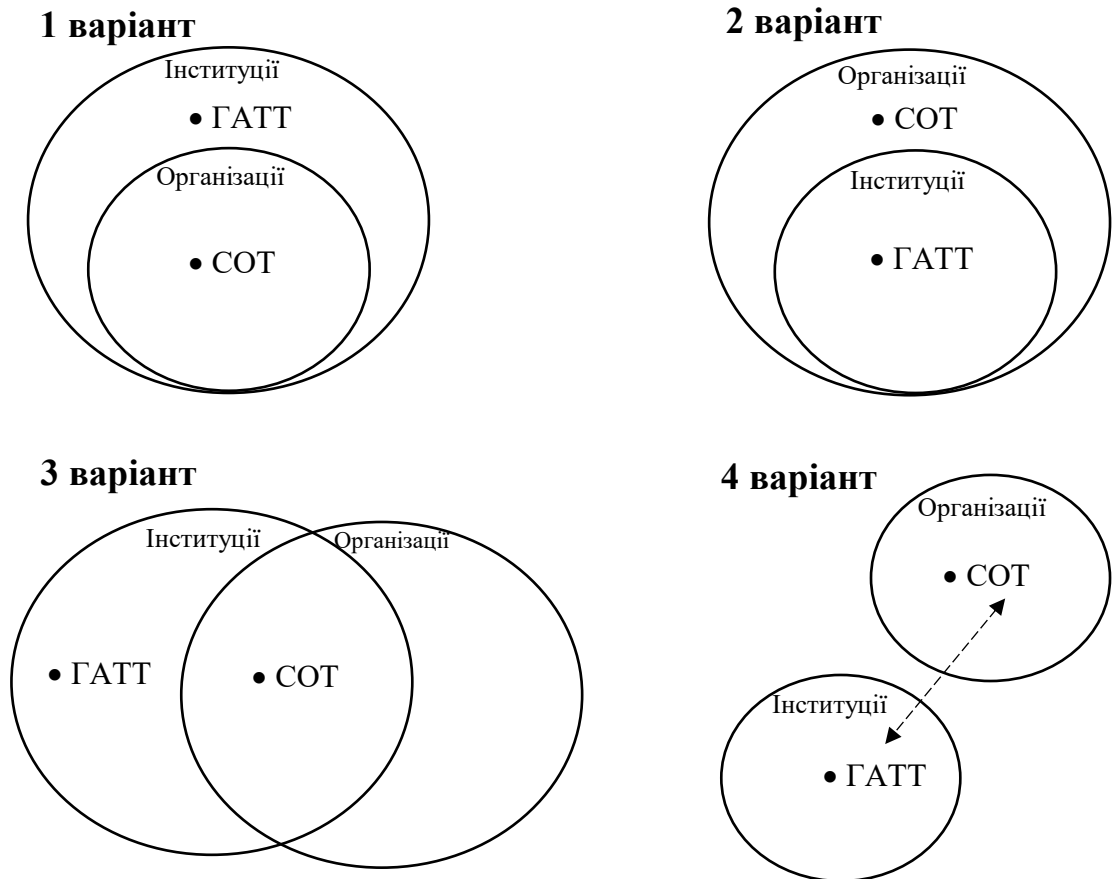 1 варіант
Інституції
• ГАТТ
Організації
• СОТ
2 варіант
Організації
• СОТ
Інституції
• ГАТТ
3 варіант
Інституції
Організації
• ГАТТ
• СОТ
4 варіант
Організації
• СОТ
Інституції
• ГАТТ